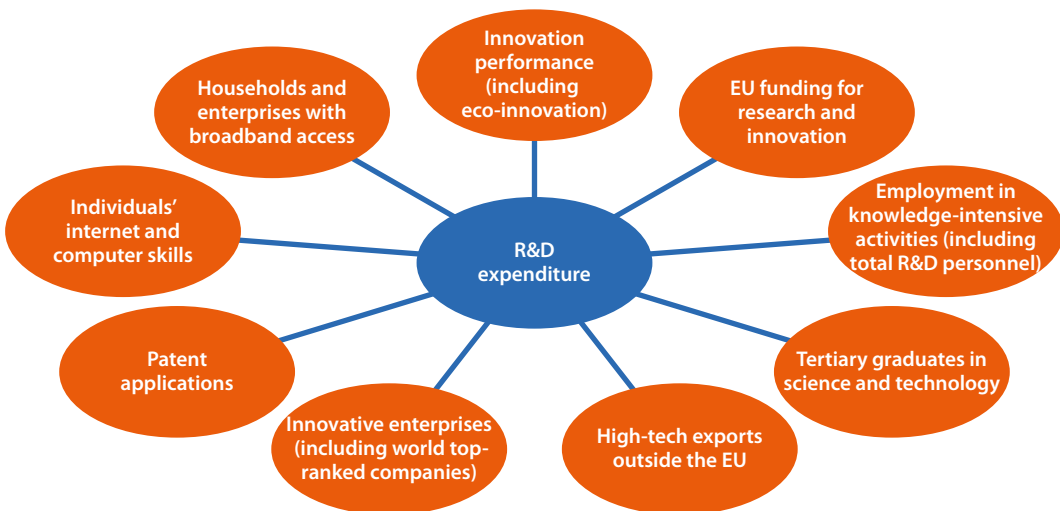 Innovation
performance
(including
eco-innovation)
EU funding for
research and
innovation
Employment in
knowledge-intensive
activities (including
total R&D personnel)
Tertiary graduates in
science and technology
High-tech exports
outside the EU
Innovative enterprises
(including world top-
ranked companies)
Patent
applications
Individuals’
internet and
computer skills
Households and
enterprises with
broadband access
R&D
expenditure